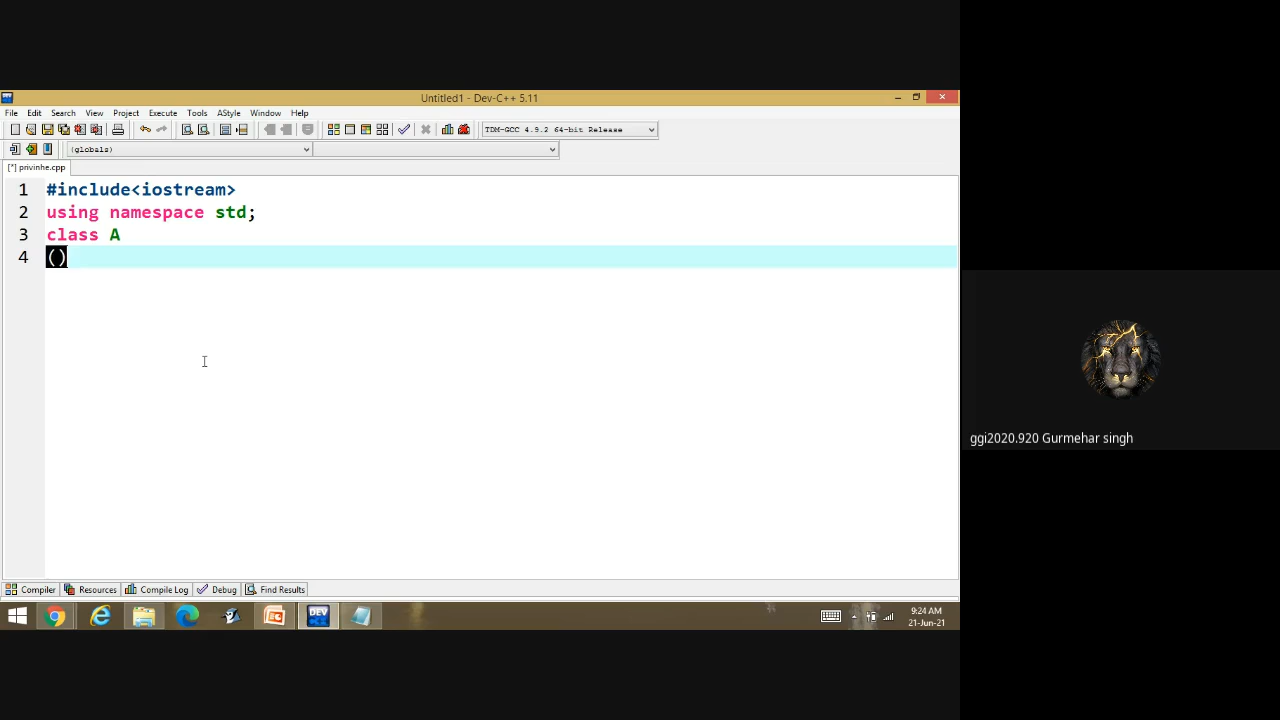 Untitled1 - Dev-C++ 5.11
File Edit Search View Project Execute Tools AStyle Window Help
TDM-GCC 4.9.2 64-bit Release
(globals)
[*] privinhe.cpp
1 #include<iostream>
2 using namespace std;
3 class A
4 ()
ggi2020.920 Gurmehar singh
Compiler Resources Compile Log Debug Find Results
DEV
9:24 AM
21-Jun-21